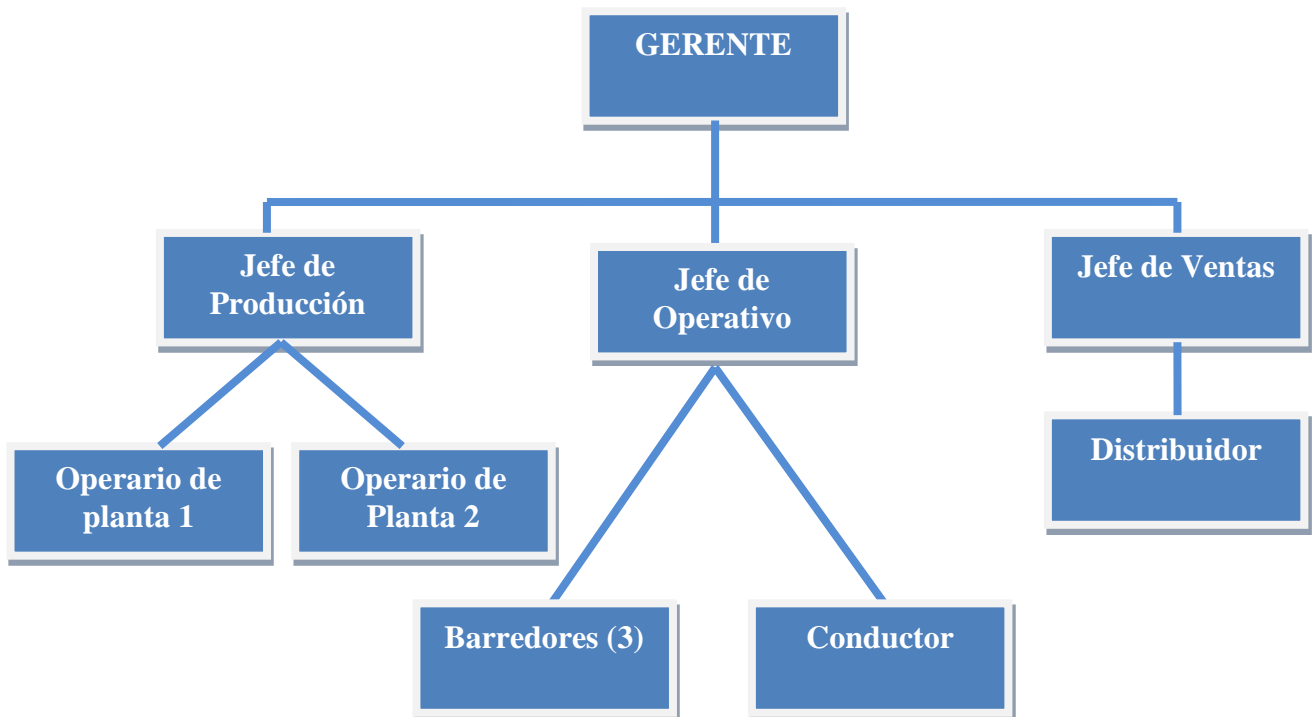 GERENTE
Jefe de
Producción
Jefe de
Operativo
Jefe de Ventas
Operario de
planta 1
Operario de
Planta 2
Distribuidor
Barredores (3)
Conductor